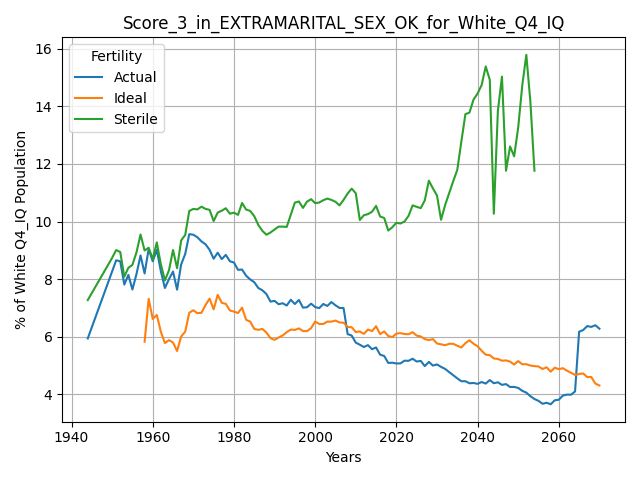 Score_3_in_EXTRAMARITAL_SEX_OK_for_White_Q4_IQ
% of White Q4_IQ Population
16
14
12
10
8
6
4
Fertility
Actual
Ideal
Sterile
1940
1960
1980
2000
2020
2040
2060
Years